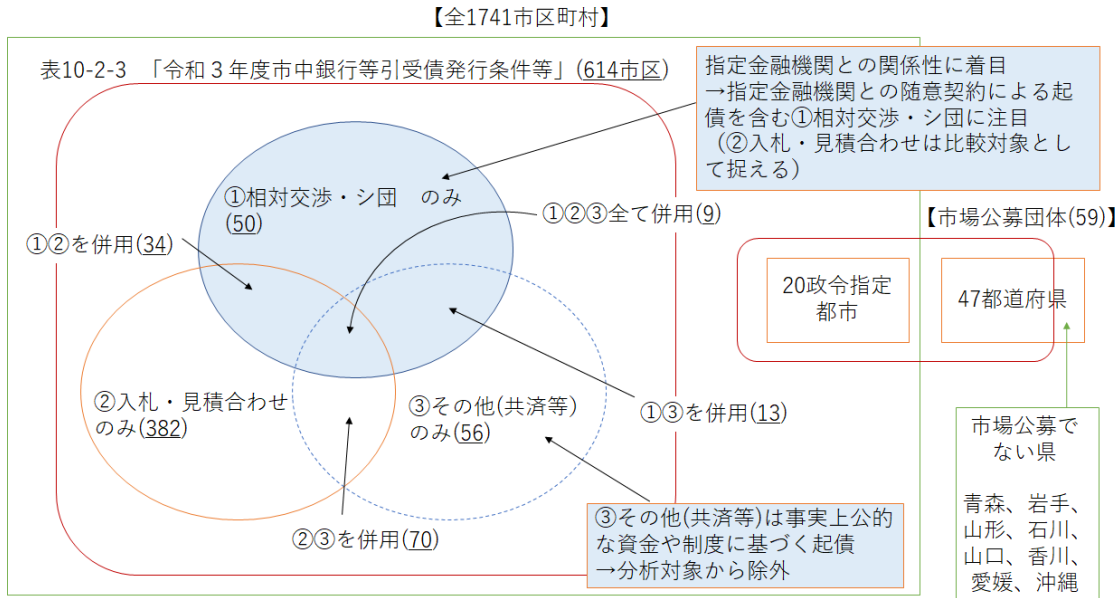 【全1741市区町村】
表10-2-3 「令和３年度市中銀行等引受債発行条件等」(614市区)
指定金融機関との関係性に着目
→指定金融機関との随意契約による起
債を含む①相対交渉・シ団に注目
（②入札・見積合わせは比較対象とし
て捉える）
①相対交渉・シ団　のみ
(50)
①②③全て併用(9)
①②を併用(34)
【市場公募団体(59)】
20政令指定
都市
47都道府県
②入札・見積合わせ
のみ(382)
③その他(共済等)
のみ(56)
①③を併用(13)
②③を併用(70)
③その他(共済等)は事実上公的
な資金や制度に基づく起債
→分析対象から除外
市場公募で
ない県
青森、岩手、
山形、石川、
山口、香川、
愛媛、沖縄